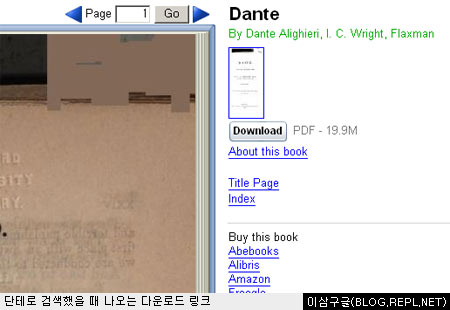 Page 1 Go
Dante
By Dante Alighieri, I. C. Wright, Flaxman
Download PDF - 19.9M
About this book
Title Page
Index
Buy this book
Abebooks
Alibris
Amazon
Froogle
단테로 검색했을 때 나오는 다운로드 링크
이삼구글(BLOG,REPL,NET)